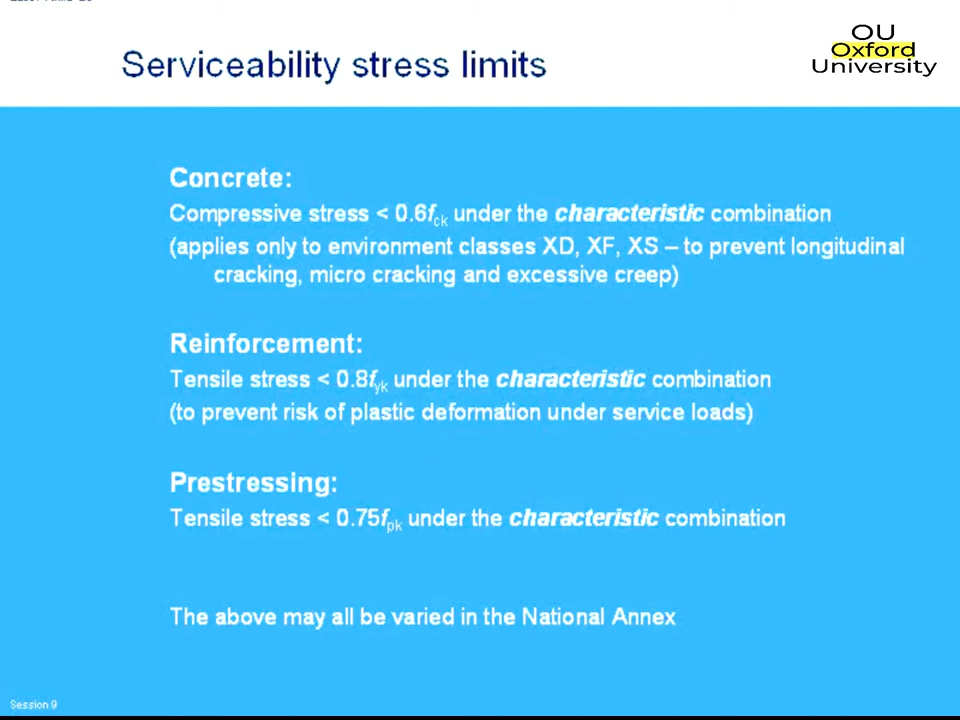 Serviceability stress limits
OU
Oxford
University
Concrete:
Compressive stress < 0.6fck under the characteristic combination
(applies only to environment classes XD, XF, XS – to prevent longitudinal
cracking, micro cracking and excessive creep)
Reinforcement:
Tensile stress < 0.8fyk under the characteristic combination
(to prevent risk of plastic deformation under service loads)
Prestressing:
Tensile stress < 0.75fpk under the characteristic combination
The above may all be varied in the National Annex
Session 9